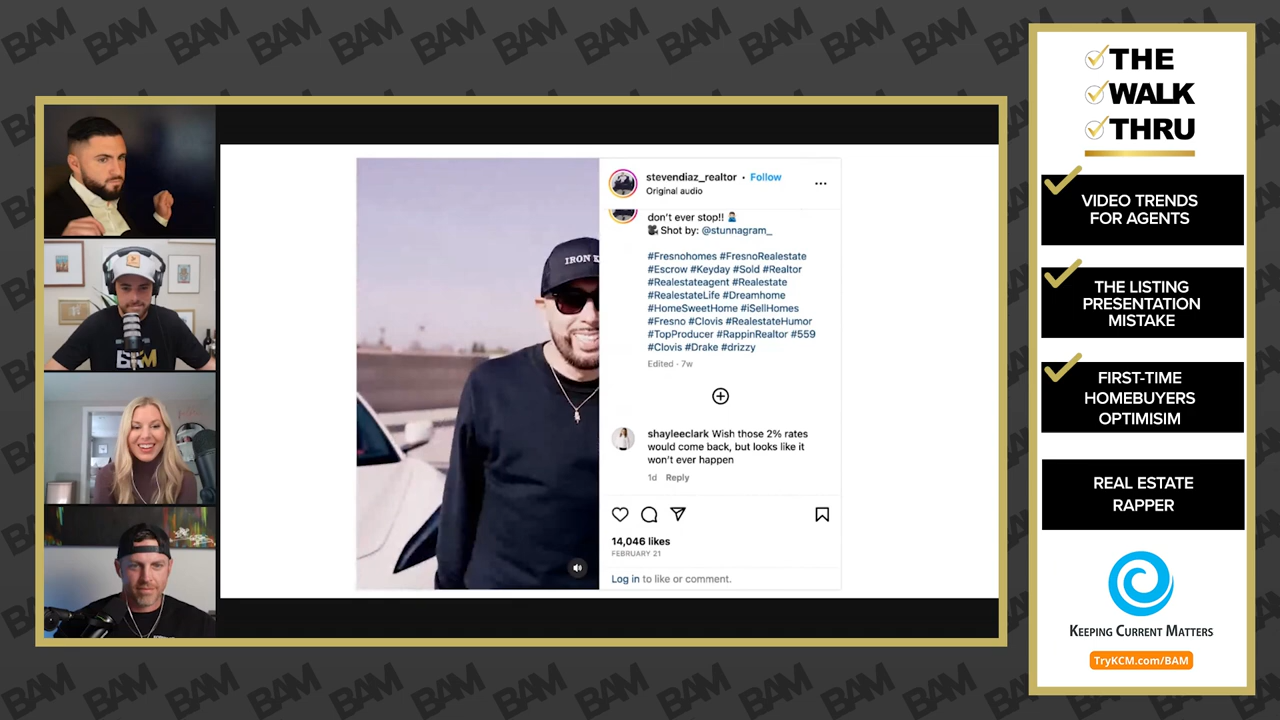 stevendiaz_realtor • Follow
Original audio
don't ever stop!! 🤷🏻‍♂️
🎥 Shot by: @stunnagram_
#Fresnohomes #FresnoRealestate
#Escrow #Keyday #Sold #Realtor
#Realestateagent #Realestate
#RealestateLife #Dreamhome
#HomeSweetHome #iSellHomes
#Fresno #Clovis #RealestateHumor
#TopProducer #RappinRealtor #559
#Clovis #Drake #drizzy
Edited · 7w
shayleeclark Wish those 2% rates
would come back, but looks like it
won't ever happen
1d Reply
14,046 likes
FEBRUARY 21
Log in to like or comment.
IRON K
BAM
THE
WALK
THRU
VIDEO TRENDS
FOR AGENTS
THE LISTING
PRESENTATION
MISTAKE
FIRST-TIME
HOMEBUYERS
OPTIMISIM
REAL ESTATE
RAPPER
KEEPING CURRENT MATTERS
TryKCM.com/BAM